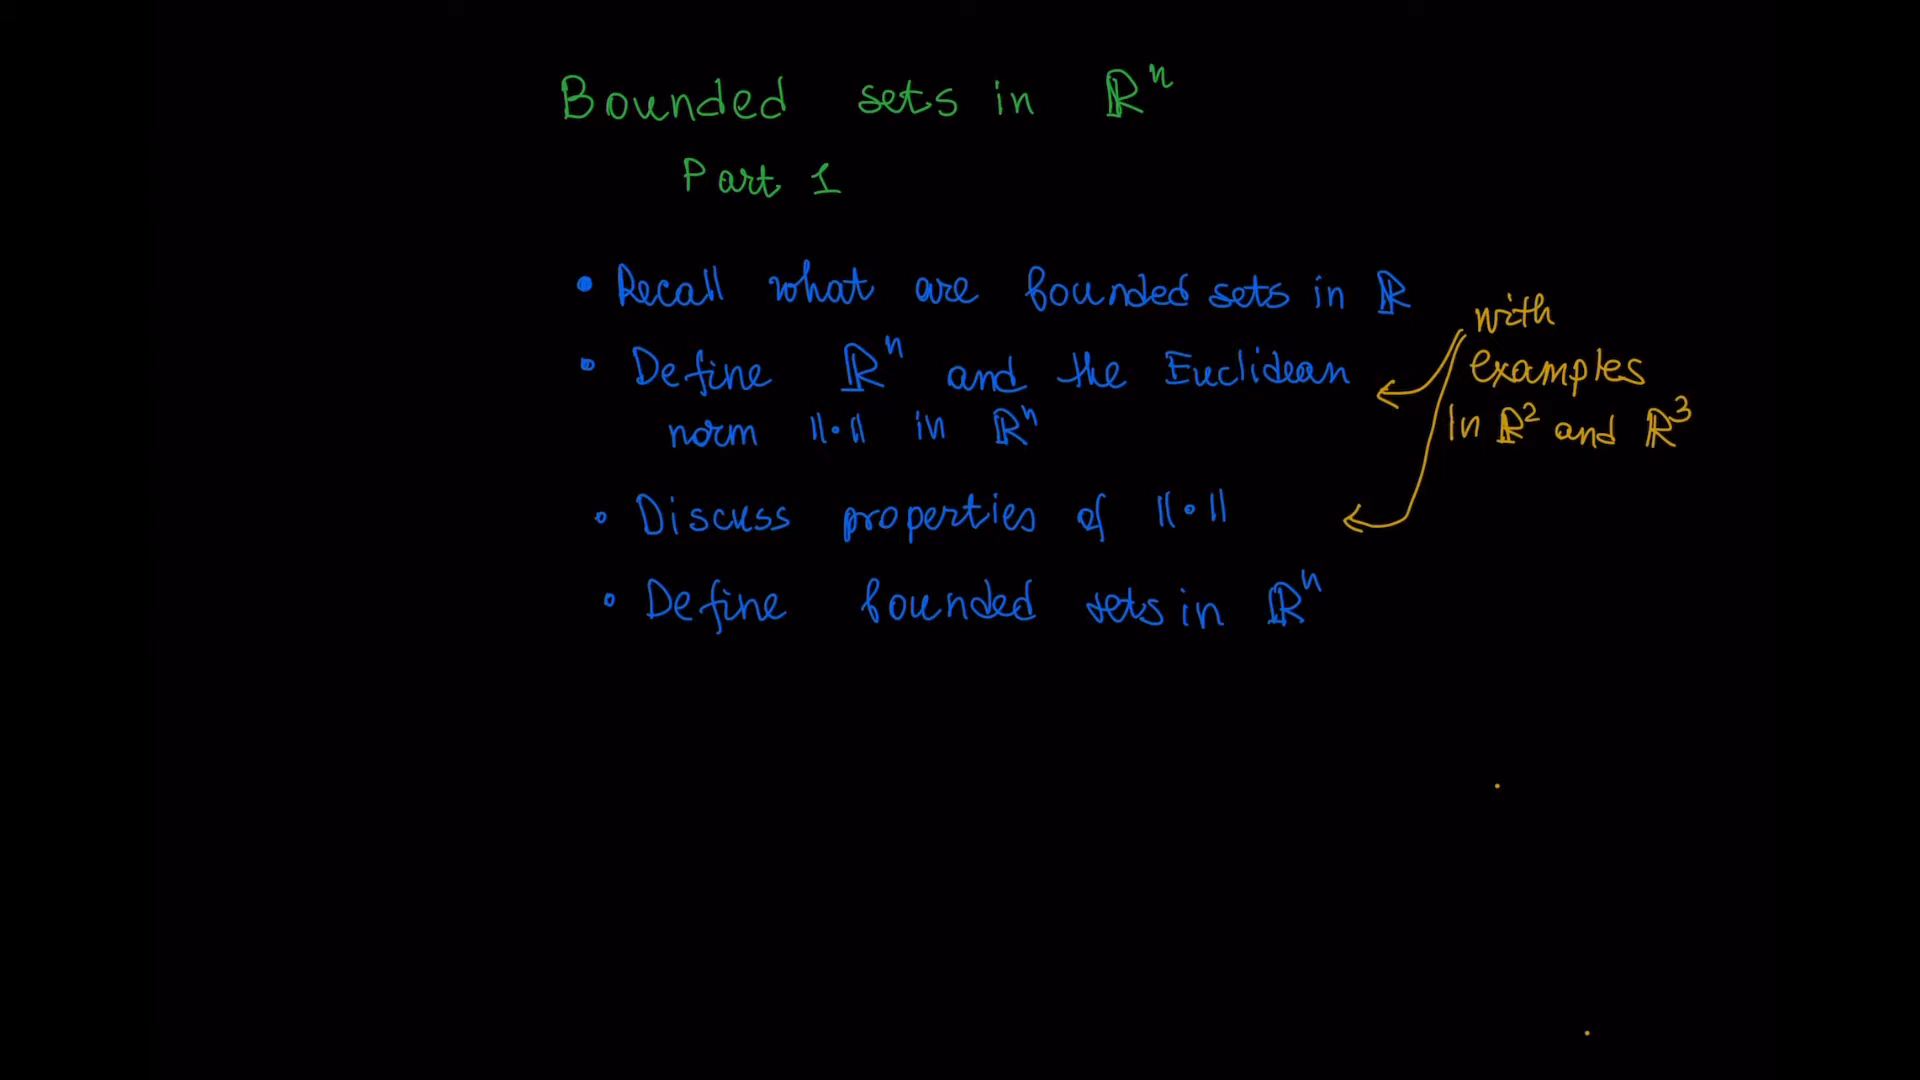 Bounded sets in ℝⁿ
Part 1
• Recall what are bounded sets in ℝ
• Define ℝⁿ and the Euclidean
norm ||•|| in ℝⁿ
• Discuss properties of ||•||
• Define bounded sets in ℝⁿ
with
examples
In ℝ² and ℝ³